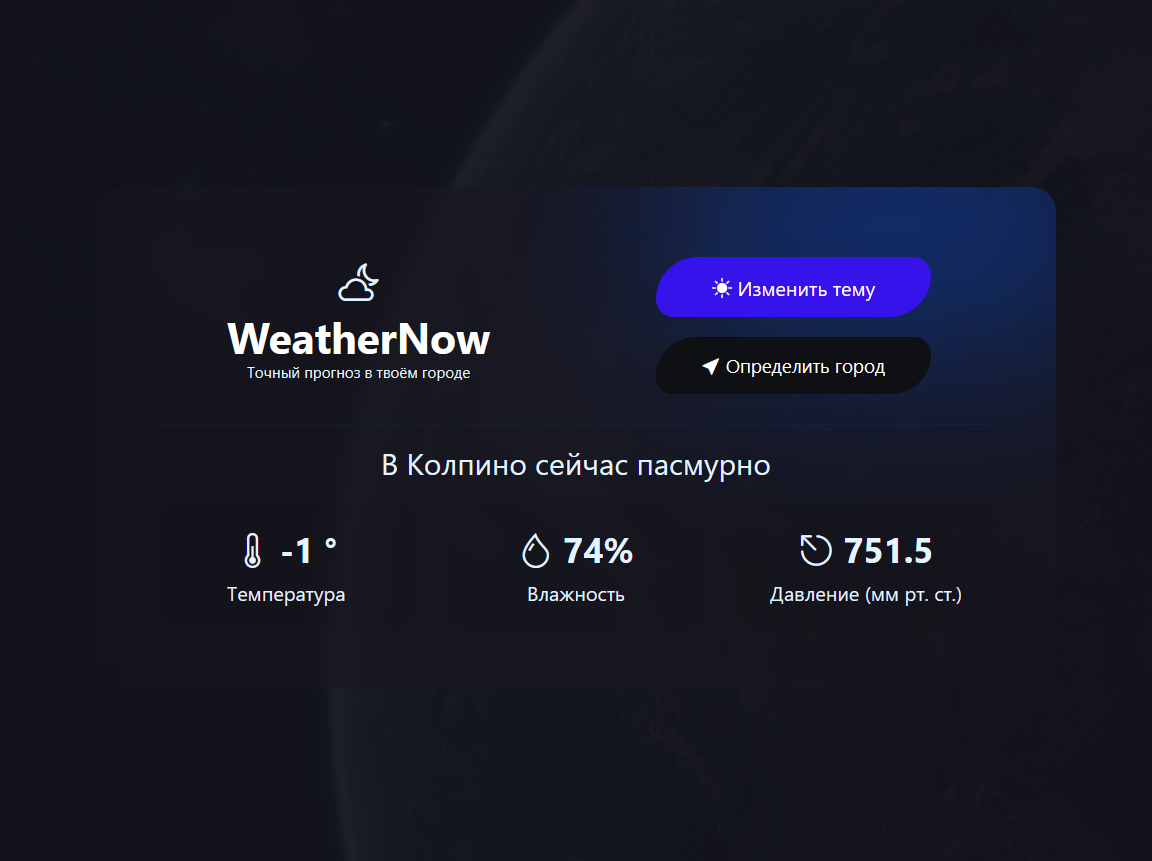 WeatherNow
Точный прогноз в твоём городе
Изменить тему
Определить город
В Колпино сейчас пасмурно
-1 °
Температура
74%
Влажность
751.5
Давление (мм рт. ст.)